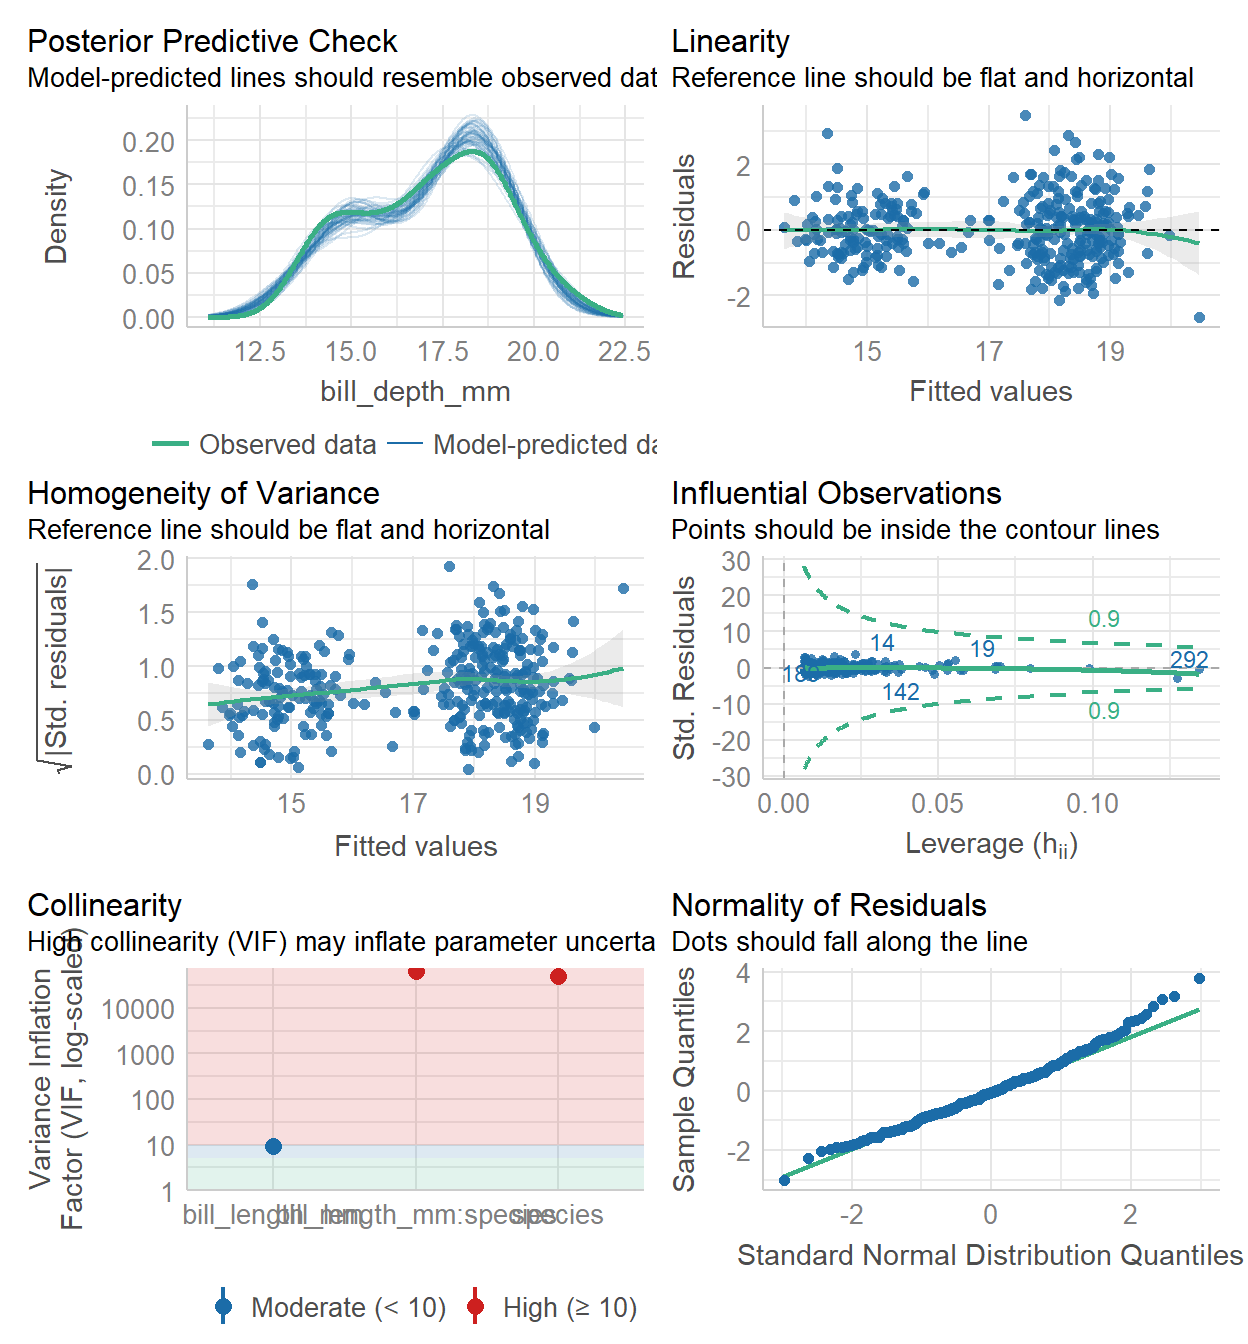 Posterior Predictive Check
Model-predicted lines should resemble observed dat
Density
0.20
0.15
0.10
0.05
0.00
12.5 15.0 17.5 20.0 22.5
bill_depth_mm
Observed data Model-predicted da
Linearity
Reference line should be flat and horizontal
Residuals
2
0
-2
15 17 19
Fitted values
Homogeneity of Variance
Reference line should be flat and horizontal
√|Std. residuals|
2.0
1.5
1.0
0.5
0.0
15 17 19
Fitted values
Influential Observations
Points should be inside the contour lines
Std. Residuals
30
20
10
0
-10
-20
-30
0.9
14
19
292
142
0.9
0.00 0.05 0.10
Leverage (hii)
Collinearity
High collinearity (VIF) may inflate parameter uncerta
Variance Inflation
Factor (VIF, log-scaled)
10000
1000
100
10
1
bill_length_mm bill_length_mm:species species
Moderate (< 10) High (≥ 10)
Normality of Residuals
Dots should fall along the line
Sample Quantiles
4
2
0
-2
-2 0 2
Standard Normal Distribution Quantiles